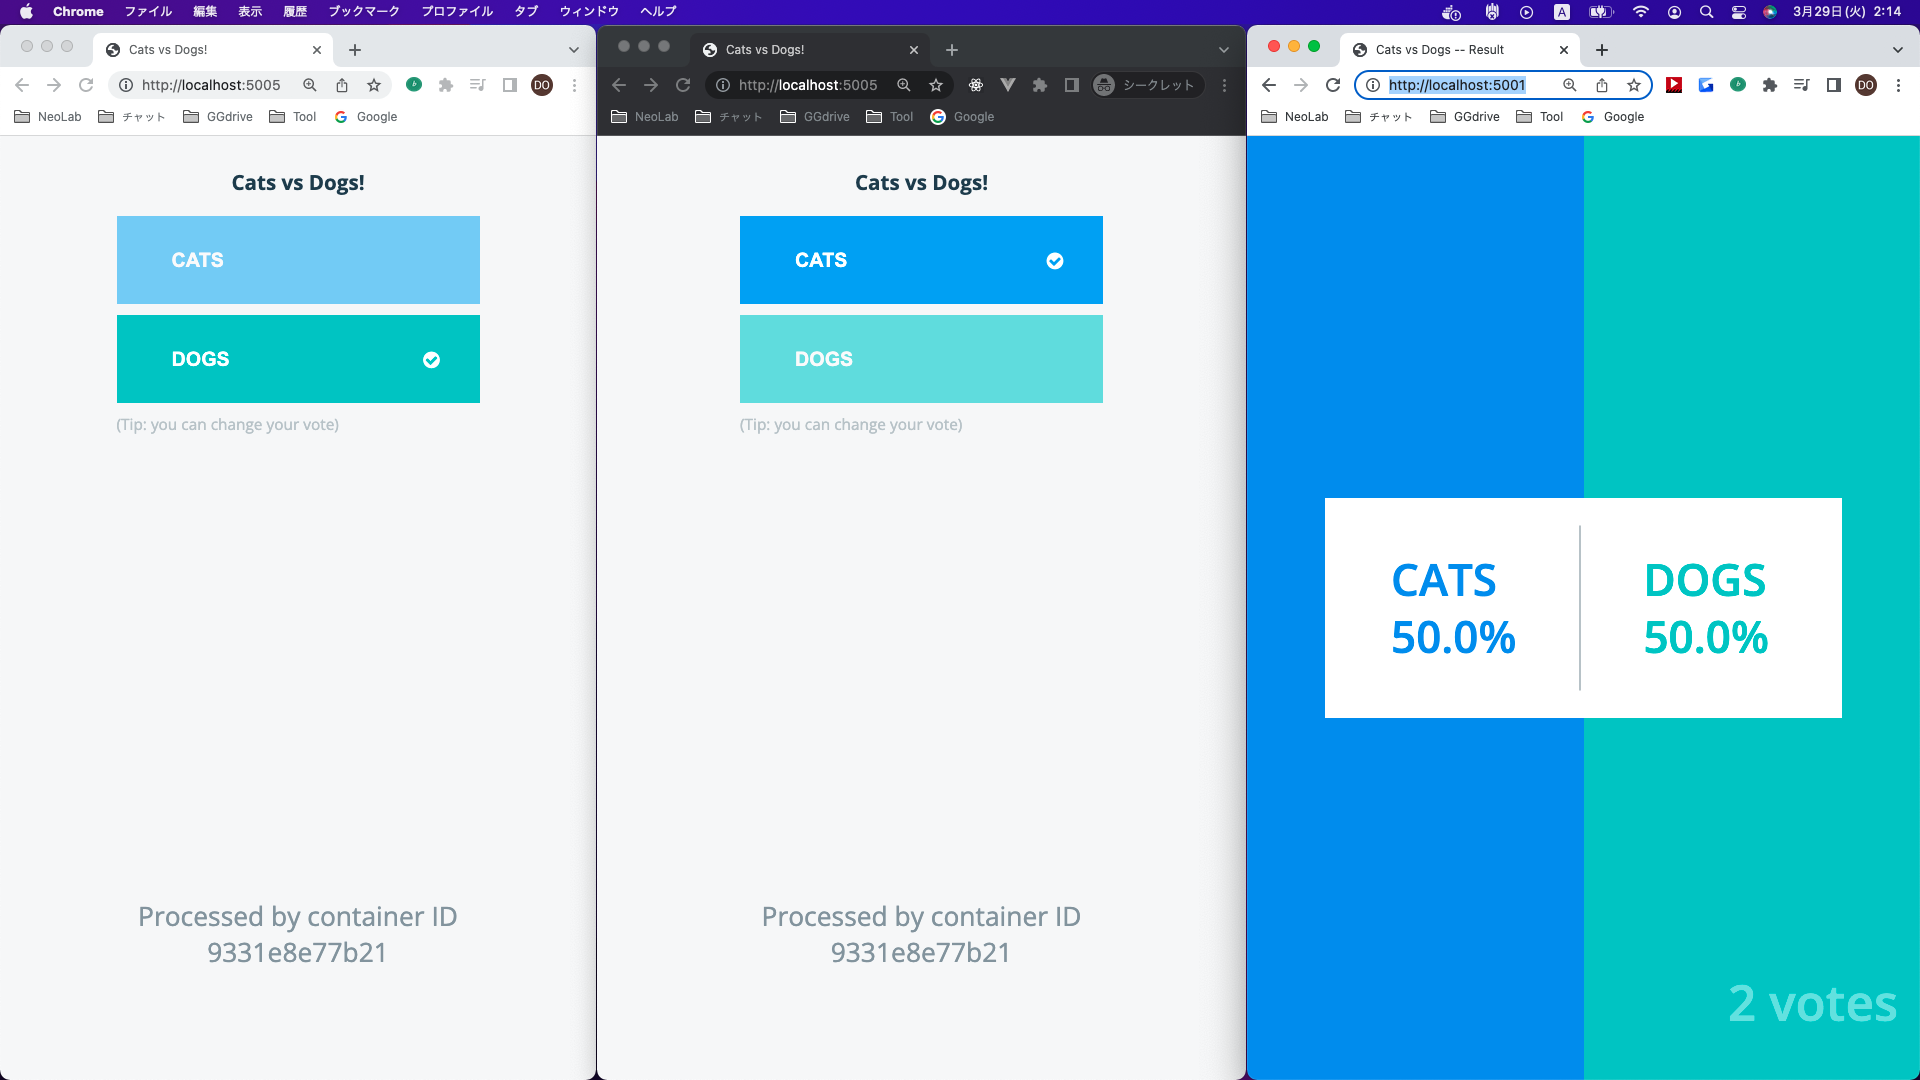 Chrome ファイル 編集 表示 履歴 ブックマーク プロファイル タブ ウィンドウ ヘルプ A 3月29日(火) 2:14
Cats vs Dogs!
http://localhost:5005 DO
NeoLab チャット GGdrive Tool Google
Cats vs Dogs!
CATS
DOGS
(Tip: you can change your vote)
Processed by container ID
9331e8e77b21
Cats vs Dogs!
http://localhost:5005 シークレット
NeoLab チャット GGdrive Tool Google
Cats vs Dogs!
CATS
DOGS
(Tip: you can change your vote)
Processed by container ID
9331e8e77b21
Cats vs Dogs -- Result
http://localhost:5001 DO
NeoLab チャット GGdrive Tool Google
CATS
50.0%
DOGS
50.0%
2 votes